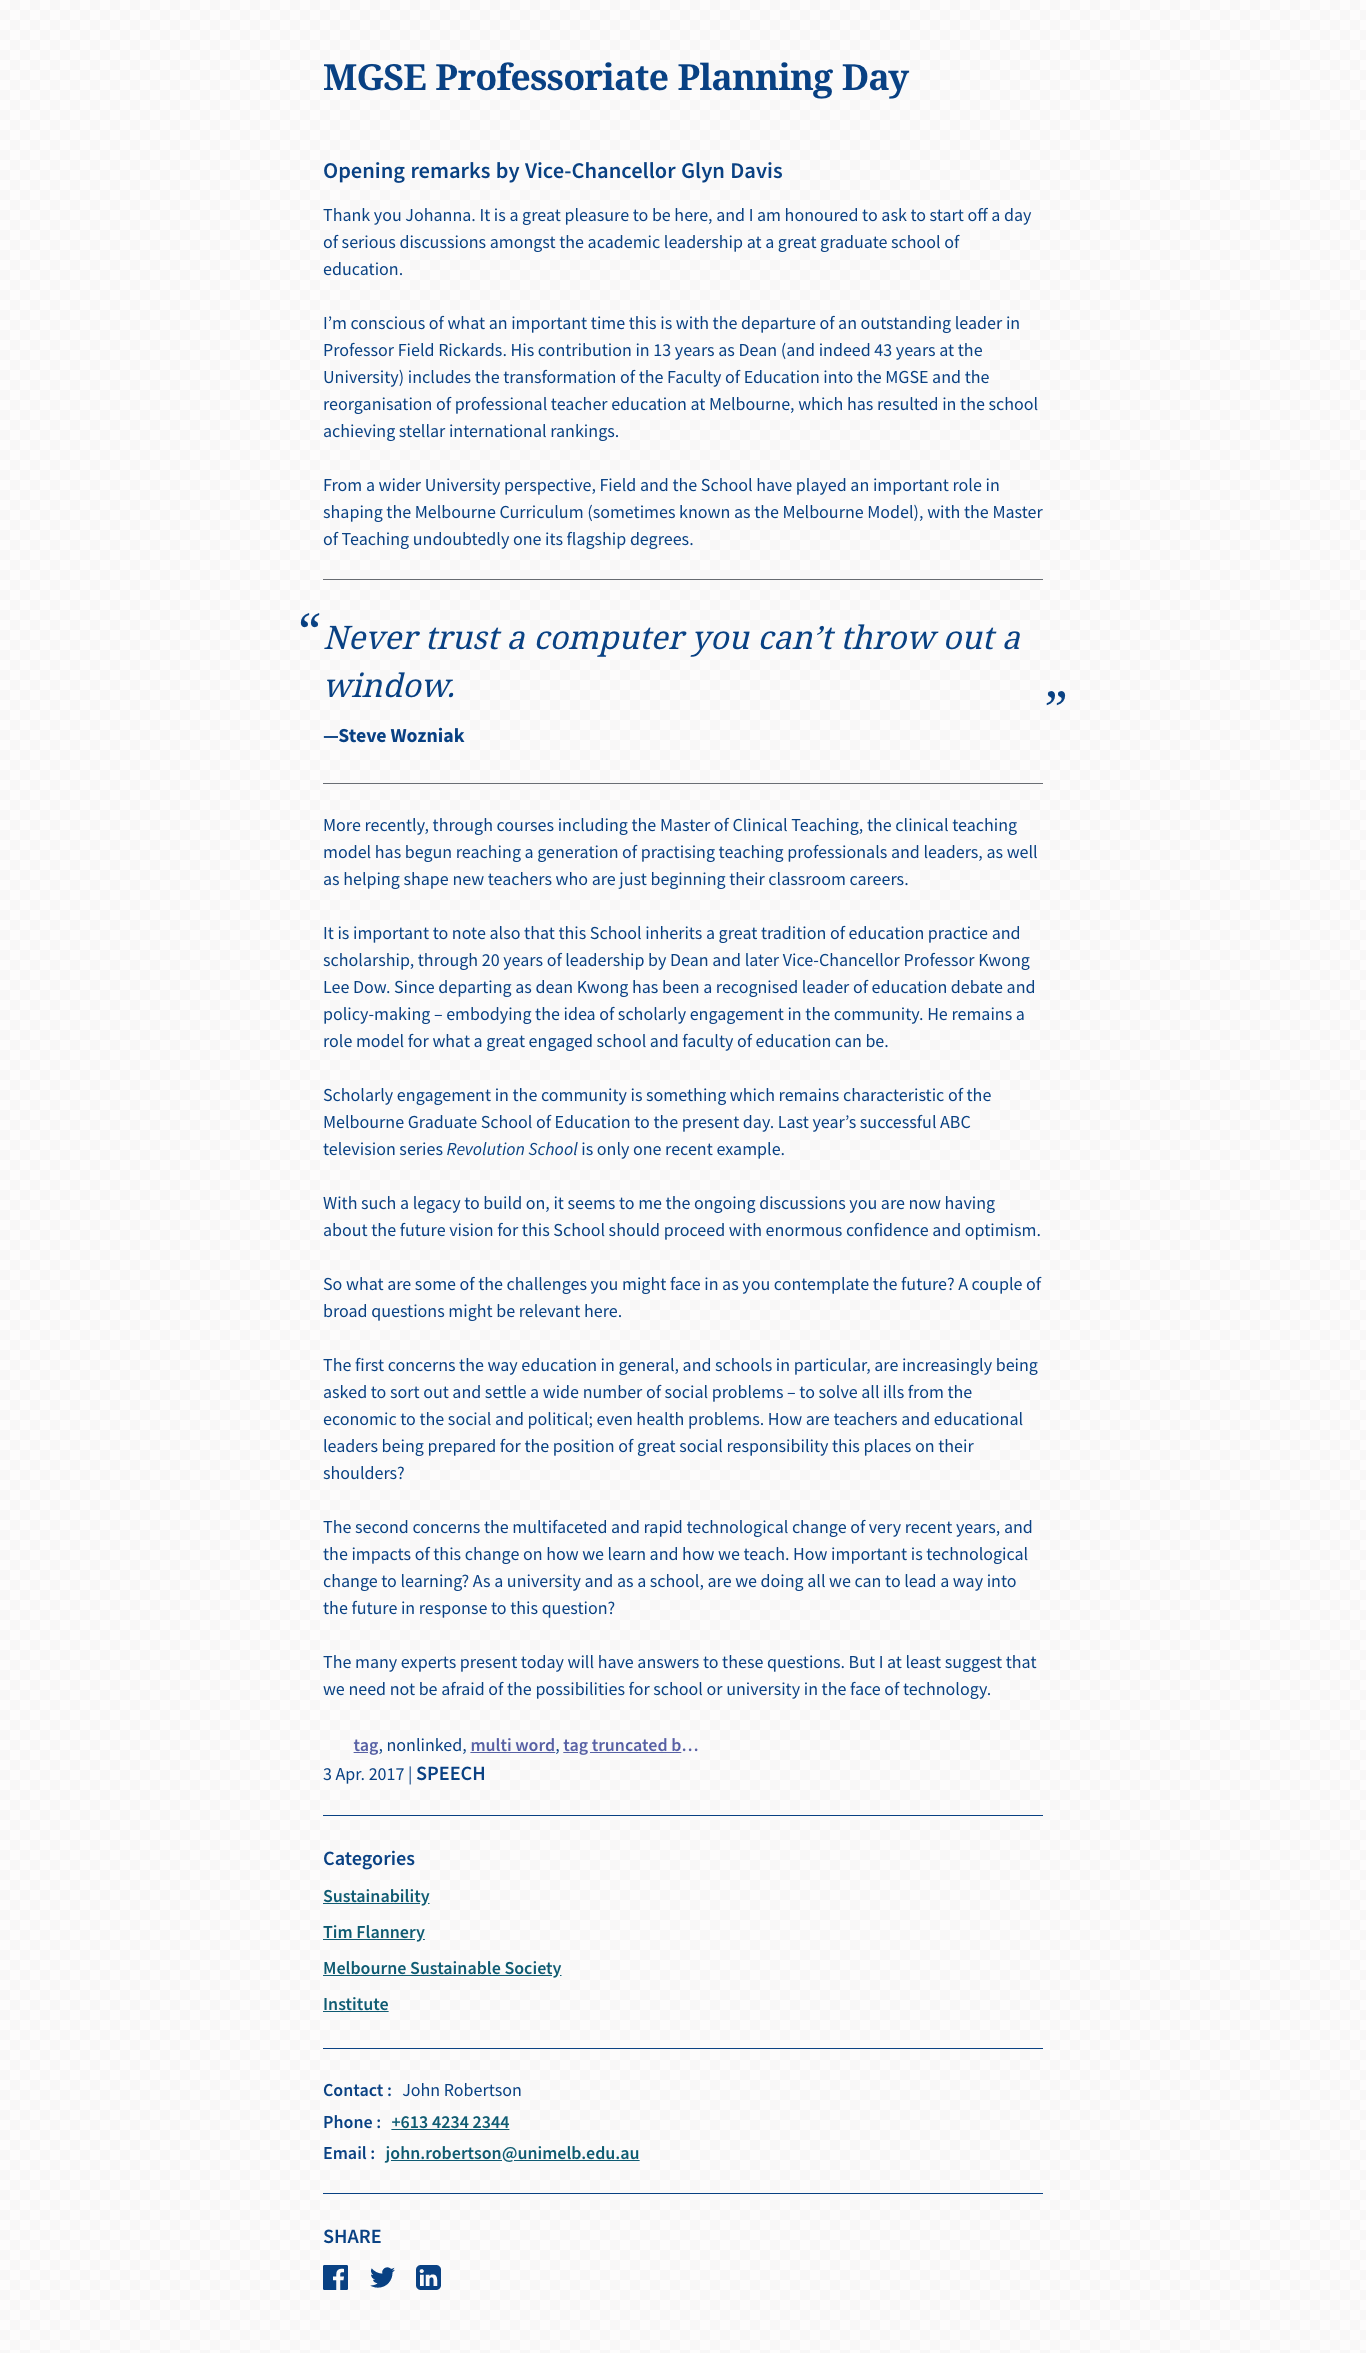 MGSE Professoriate Planning Day
Opening remarks by Vice-Chancellor Glyn Davis
Thank you Johanna. It is a great pleasure to be here, and I am honoured to ask to start off a day
of serious discussions amongst the academic leadership at a great graduate school of
education.
I’m conscious of what an important time this is with the departure of an outstanding leader in
Professor Field Rickards. His contribution in 13 years as Dean (and indeed 43 years at the
University) includes the transformation of the Faculty of Education into the MGSE and the
reorganisation of professional teacher education at Melbourne, which has resulted in the school
achieving stellar international rankings.
From a wider University perspective, Field and the School have played an important role in
shaping the Melbourne Curriculum (sometimes known as the Melbourne Model), with the Master
of Teaching undoubtedly one its flagship degrees.
“Never trust a computer you can’t throw out a
window.”
—Steve Wozniak
More recently, through courses including the Master of Clinical Teaching, the clinical teaching
model has begun reaching a generation of practising teaching professionals and leaders, as well
as helping shape new teachers who are just beginning their classroom careers.
It is important to note also that this School inherits a great tradition of education practice and
scholarship, through 20 years of leadership by Dean and later Vice-Chancellor Professor Kwong
Lee Dow. Since departing as dean Kwong has been a recognised leader of education debate and
policy-making – embodying the idea of scholarly engagement in the community. He remains a
role model for what a great engaged school and faculty of education can be.
Scholarly engagement in the community is something which remains characteristic of the
Melbourne Graduate School of Education to the present day. Last year’s successful ABC
television series Revolution School is only one recent example.
With such a legacy to build on, it seems to me the ongoing discussions you are now having
about the future vision for this School should proceed with enormous confidence and optimism.
So what are some of the challenges you might face in as you contemplate the future? A couple of
broad questions might be relevant here.
The first concerns the way education in general, and schools in particular, are increasingly being
asked to sort out and settle a wide number of social problems – to solve all ills from the
economic to the social and political; even health problems. How are teachers and educational
leaders being prepared for the position of great social responsibility this places on their
shoulders?
The second concerns the multifaceted and rapid technological change of very recent years, and
the impacts of this change on how we learn and how we teach. How important is technological
change to learning? As a university and as a school, are we doing all we can to lead a way into
the future in response to this question?
The many experts present today will have answers to these questions. But I at least suggest that
we need not be afraid of the possibilities for school or university in the face of technology.
tag, nonlinked, multi word, tag truncated b…
3 Apr. 2017 | SPEECH
Categories
Sustainability
Tim Flannery
Melbourne Sustainable Society
Institute
Contact : John Robertson
Phone : +613 4234 2344
Email : john.robertson@unimelb.edu.au
SHARE